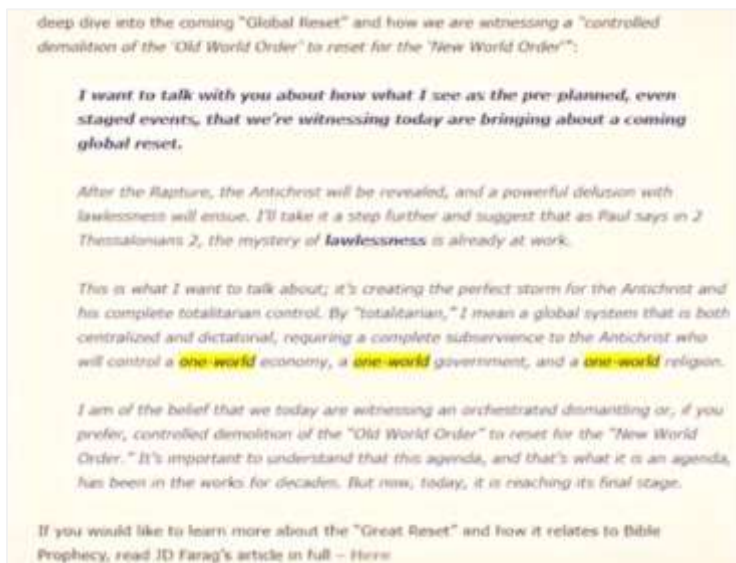 deep dive into the coming "Global Reset" and how we are witnessing a "controlled
demolition of the 'Old World Order' to reset for the 'New World Order'":
I want to talk with you about how what I see as the pre-planned, even
staged events, that we're witnessing today are bringing about a coming
global reset.
After the Rapture, the Antichrist will be revealed, and a powerful delusion with
lawlessness will ensue. I'll take it a step further and suggest that as Paul says in 2
Thessalonians 2, the mystery of lawlessness is already at work.
This is what I want to talk about; it's creating the perfect storm for the Antichrist and
his complete totalitarian control. By "totalitarian," I mean a global system that is both
centralized and dictatorial, requiring a complete subservience to the Antichrist who
will control a one-world economy, a one-world government, and a one-world religion.
I am of the belief that we today are witnessing an orchestrated dismantling or, if you
prefer, controlled demolition of the "Old World Order" to reset for the "New World
Order." It's important to understand that this agenda, and that's what it is an agenda,
has been in the works for decades. But now, today, it is reaching its final stage.
If you would like to learn more about the "Great Reset" and how it relates to Bible
Prophecy, read JD Farag's article in full – Here